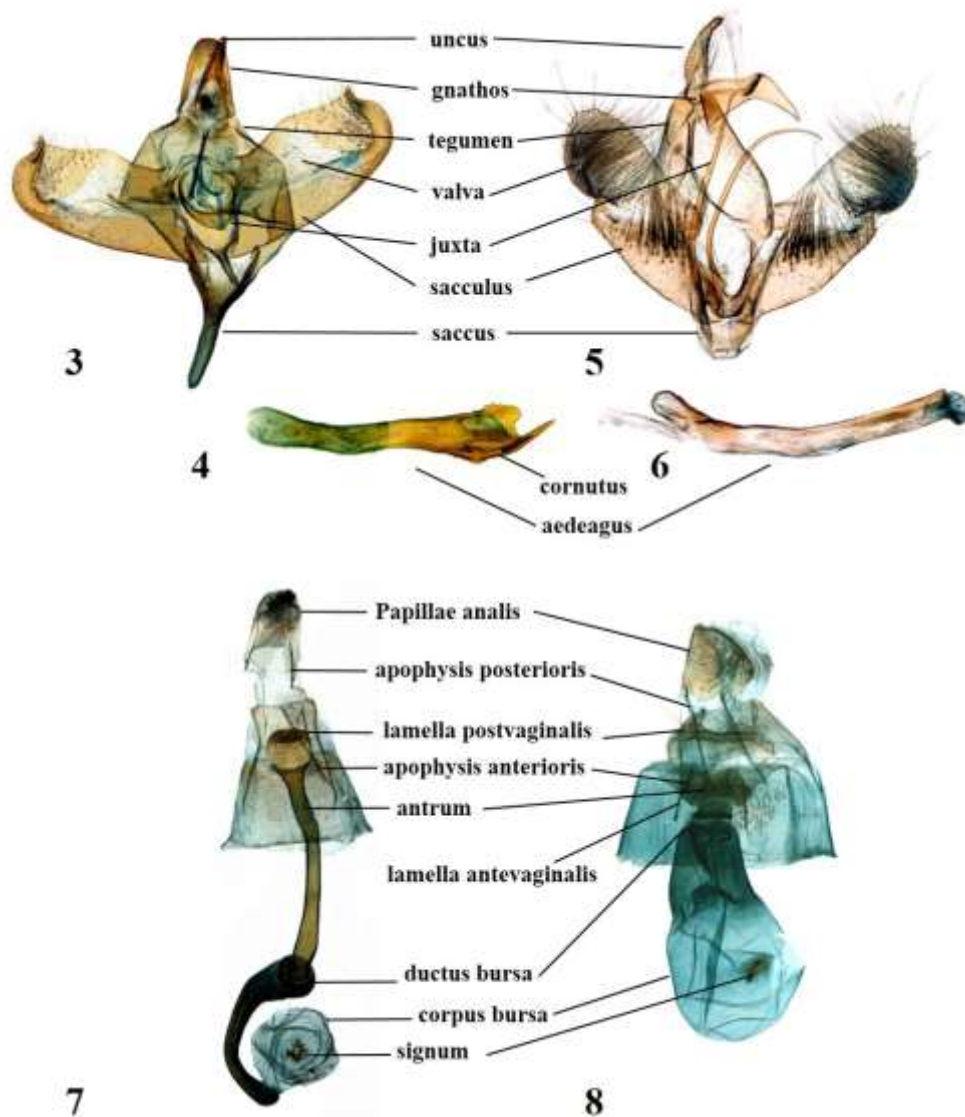 uncus
gnathos
tegumen
valva
juxta
sacculus
saccus
3
5
4
6
cornutus
aedeagus
Papillae analis
apophysis posterioris
lamella postvaginalis
apophysis anterioris
antrum
lamella antevaginalis
ductus bursa
corpus bursa
signum
7
8